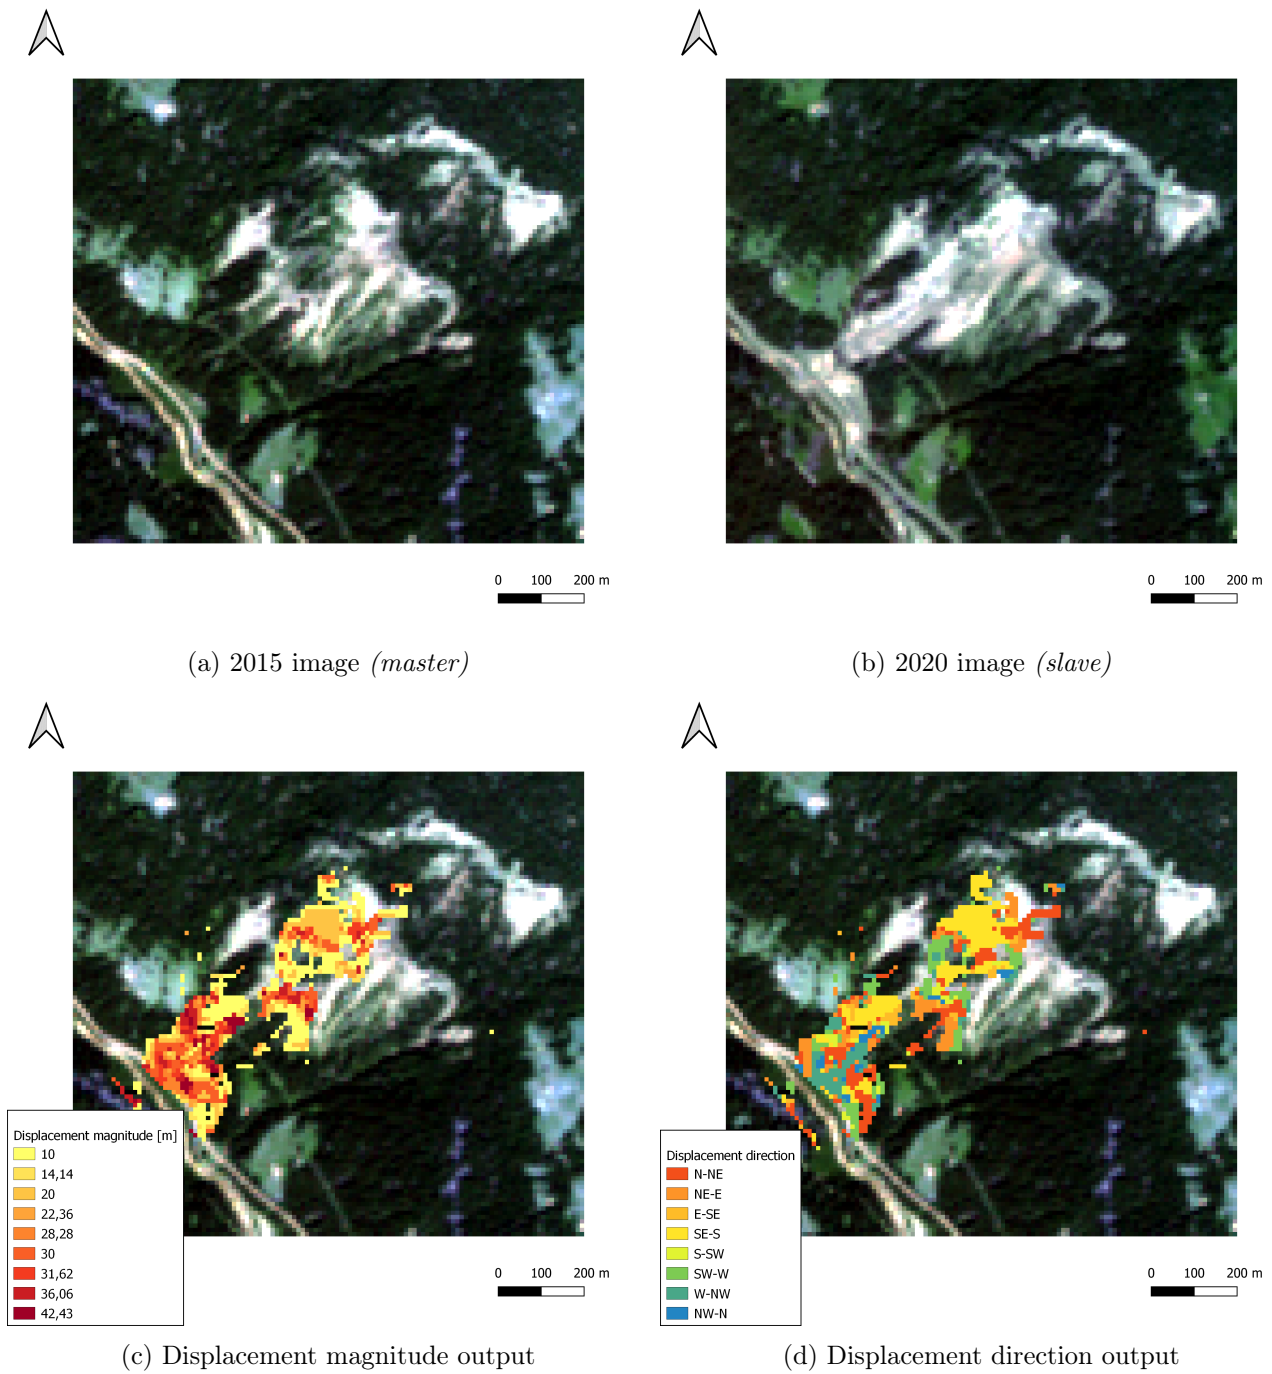 0 100 200 m
0 100 200 m
(a) 2015 image (master)
(b) 2020 image (slave)
Displacement magnitude [m]
10
14,14
20
22,36
28,28
30
31,62
36,06
42,43
0 100 200 m
Displacement direction
N-NE
NE-E
E-SE
SE-S
S-SW
SW-W
W-NW
NW-N
0 100 200 m
(c) Displacement magnitude output
(d) Displacement direction output